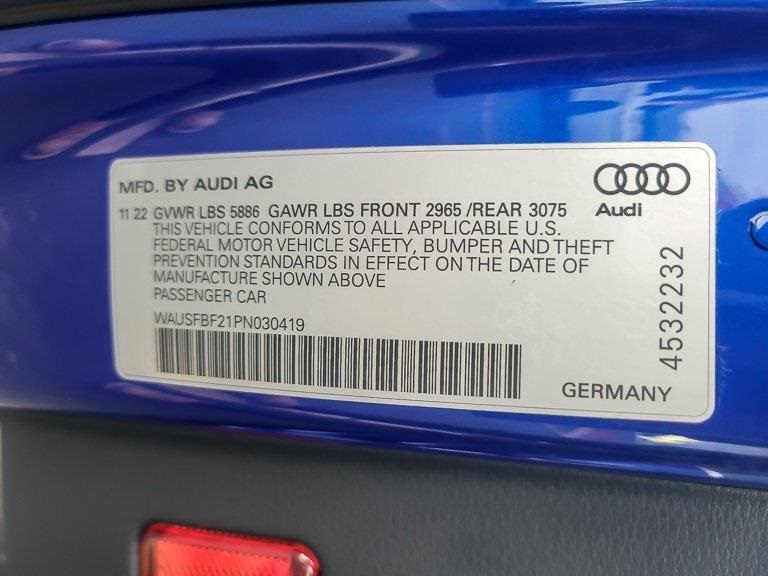 MFD. BY AUDI AG
11 22 GVWR LBS 5886 GAWR LBS FRONT 2965 /REAR 3075
THIS VEHICLE CONFORMS TO ALL APPLICABLE U.S.
FEDERAL MOTOR VEHICLE SAFETY, BUMPER AND THEFT
PREVENTION STANDARDS IN EFFECT ON THE DATE OF
MANUFACTURE SHOWN ABOVE
PASSENGER CAR
WAUSFBF21PN030419
Audi
4532232
GERMANY